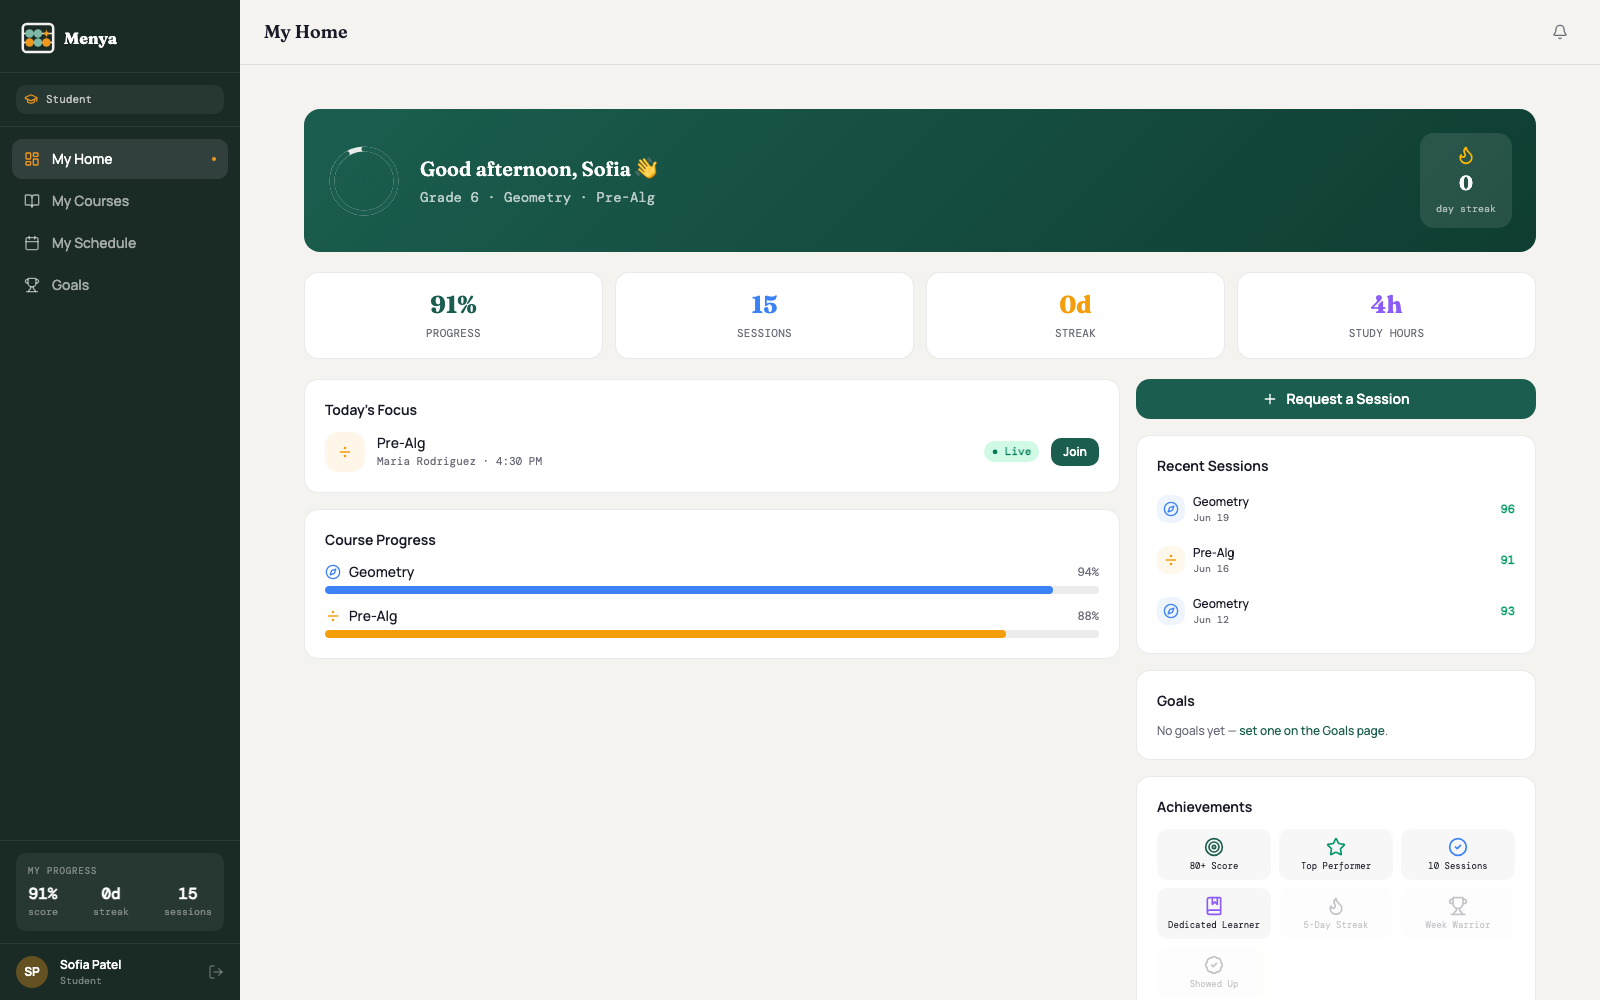 Menya
Student
My Home
My Courses
My Schedule
Goals
MY PROGRESS
91% 0d 15
score streak sessions
SP
Sofia Patel
Student
My Home
Good afternoon, Sofia 👋
Grade 6 · Geometry · Pre-Alg
0
day streak
91%
PROGRESS
15
SESSIONS
0d
STREAK
4h
STUDY HOURS
Today's Focus
Pre-Alg
Maria Rodriguez · 4:30 PM
• Live
Join
Course Progress
Geometry 94%
Pre-Alg 88%
+ Request a Session
Recent Sessions
Geometry
Jun 19
96
Pre-Alg
Jun 16
91
Geometry
Jun 12
93
Goals
No goals yet — set one on the Goals page.
Achievements
80+ Score
Top Performer
10 Sessions
Dedicated Learner
5-Day Streak
Week Warrior
Showed Up